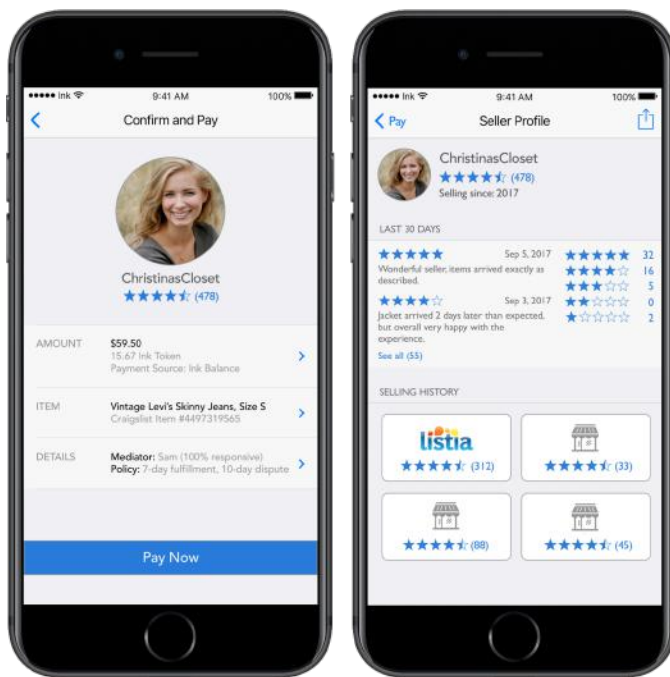 Ink
9:41 AM
100%
Confirm and Pay
ChristinasCloset
(478)
AMOUNT
$59.50
15.67 Ink Token
Payment Source: Ink Balance
ITEM
Vintage Levi's Skinny Jeans, Size S
Craigslist Item #4497319565
DETAILS
Mediator: Sam (100% responsive)
Policy: 7-day fulfillment, 10-day dispute
Pay Now
Ink
9:41 AM
100%
Pay
Seller Profile
ChristinasCloset
(478)
Selling since: 2017
LAST 30 DAYS
Sep 5, 2017
Wonderful seller, items arrived exactly as
described.
Sep 3, 2017
Jacket arrived 2 days later than expected,
but overall very happy with the
experience.
See all (55)
32
16
5
0
2
SELLING HISTORY
listia
(312)
(33)
(88)
(45)